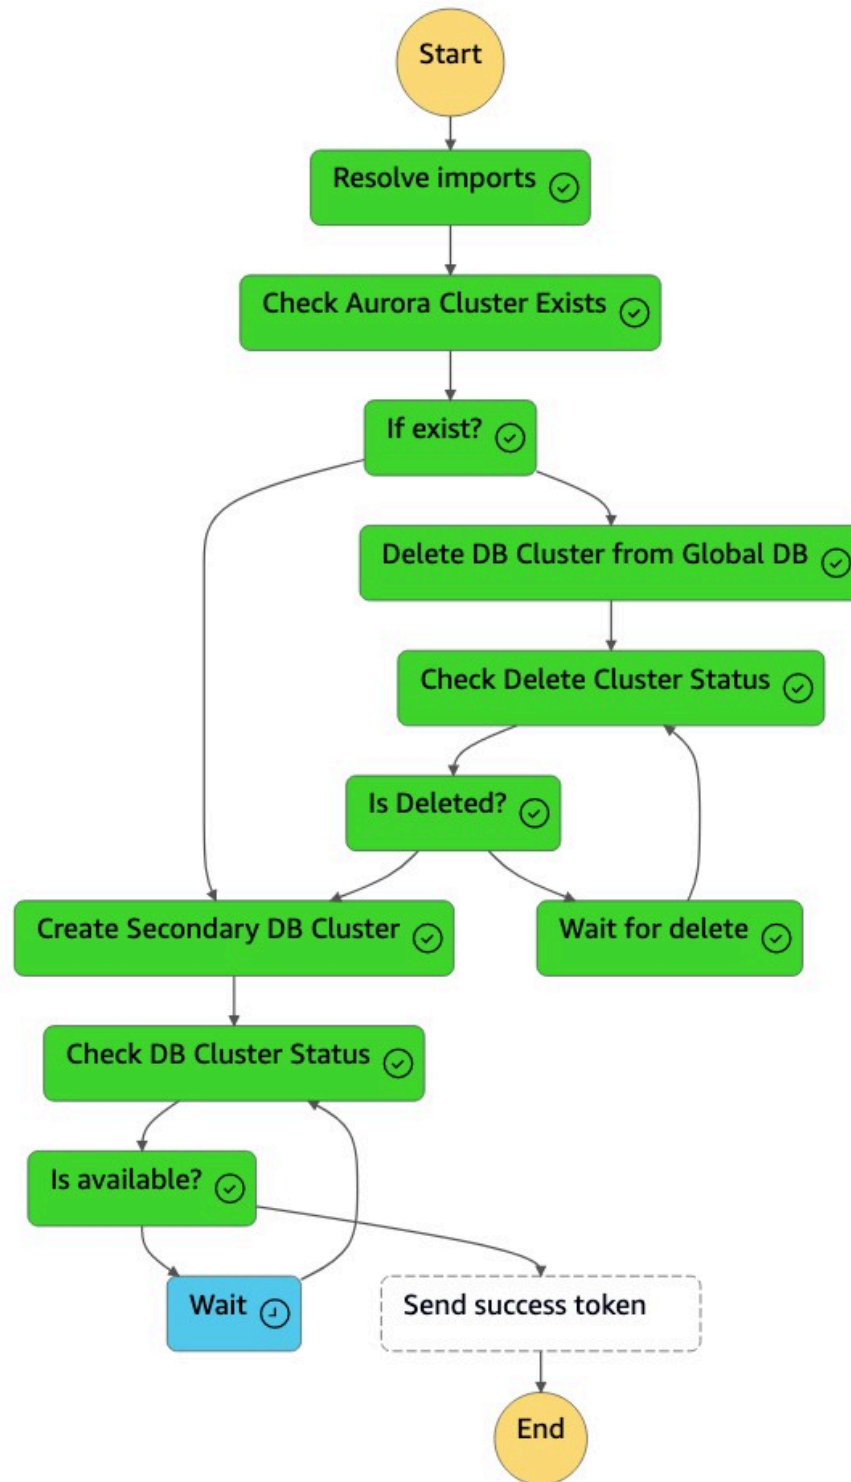 Start
Resolve imports
Check Aurora Cluster Exists
If exist?
Delete DB Cluster from Global DB
Check Delete Cluster Status
Is Deleted?
Create Secondary DB Cluster
Wait for delete
Check DB Cluster Status
Is available?
Wait
Send success token
End